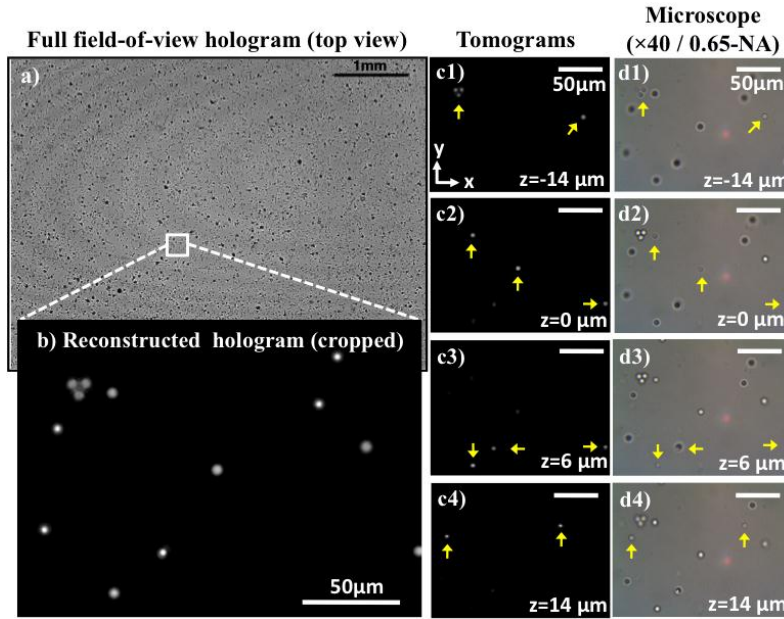 Full field-of-view hologram (top view)
Tomograms
Microscope
(×40 / 0.65-NA)
a)
1mm
b) Reconstructed hologram (cropped)
50μm
c1)
50μm
y
x
z=-14 μm
d1)
50μm
z=-14 μm
c2)
z=0 μm
d2)
z=0 μm
c3)
z=6 μm
d3)
z=6 μm
c4)
z=14 μm
d4)
z=14 μm